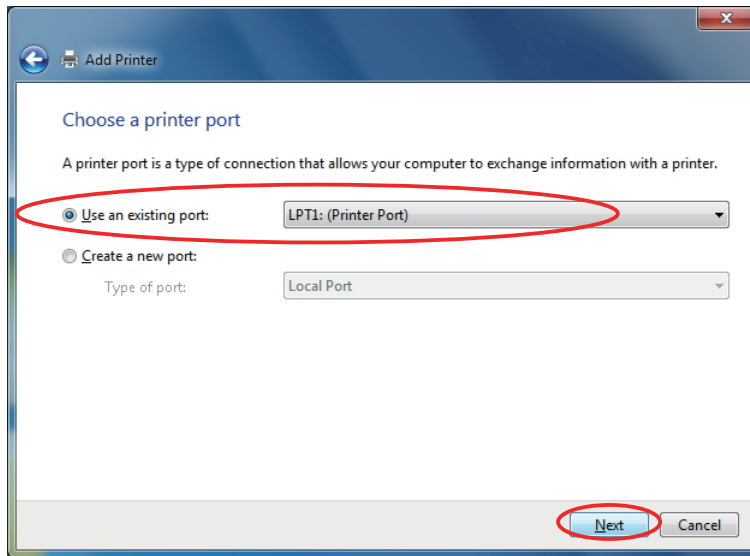 Add Printer
Choose a printer port
A printer port is a type of connection that allows your computer to exchange information with a printer.
Use an existing port: LPT1: (Printer Port)
Create a new port:
Type of port: Local Port
Next Cancel